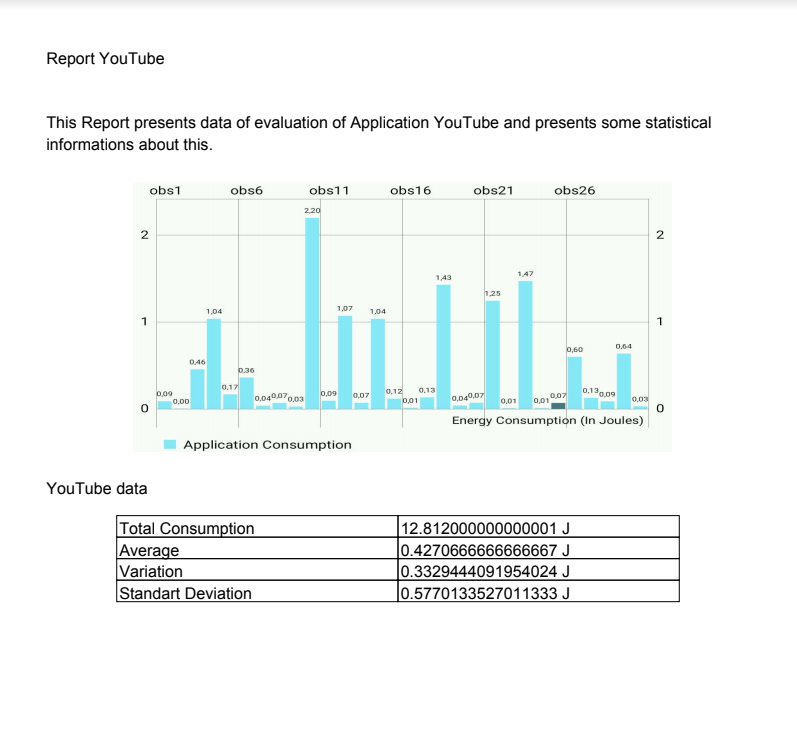 Report YouTube
This Report presents data of evaluation of Application YouTube and presents some statistical
informations about this.
obs1 obs6 obs11 obs16 obs21 obs26
2,20
2 2
1,43 1,47
1,25
1,04 1,07 1,04
1 1
0,60 0,64
0,46
0,36
0,09 0,00 0,17 0,04 0,07 0,03 0,09 0,07 0,12 0,01 0,13 0,04 0,07 0,01 0,01 0,07 0,13 0,09 0,03
0 0
Energy Consumption (In Joules)
Application Consumption
YouTube data
Total Consumption 12.812000000000001 J
Average 0.4270666666666667 J
Variation 0.3329444091954024 J
Standart Deviation 0.5770133527011333 J